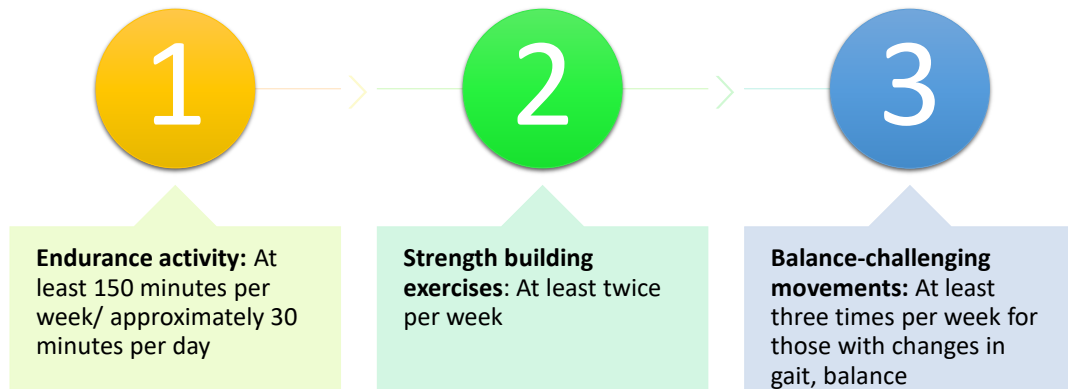 1
2
3
Endurance activity: At
least 150 minutes per
week/ approximately 30
minutes per day
Strength building
exercises: At least twice
per week
Balance-challenging
movements: At least
three times per week for
those with changes in
gait, balance